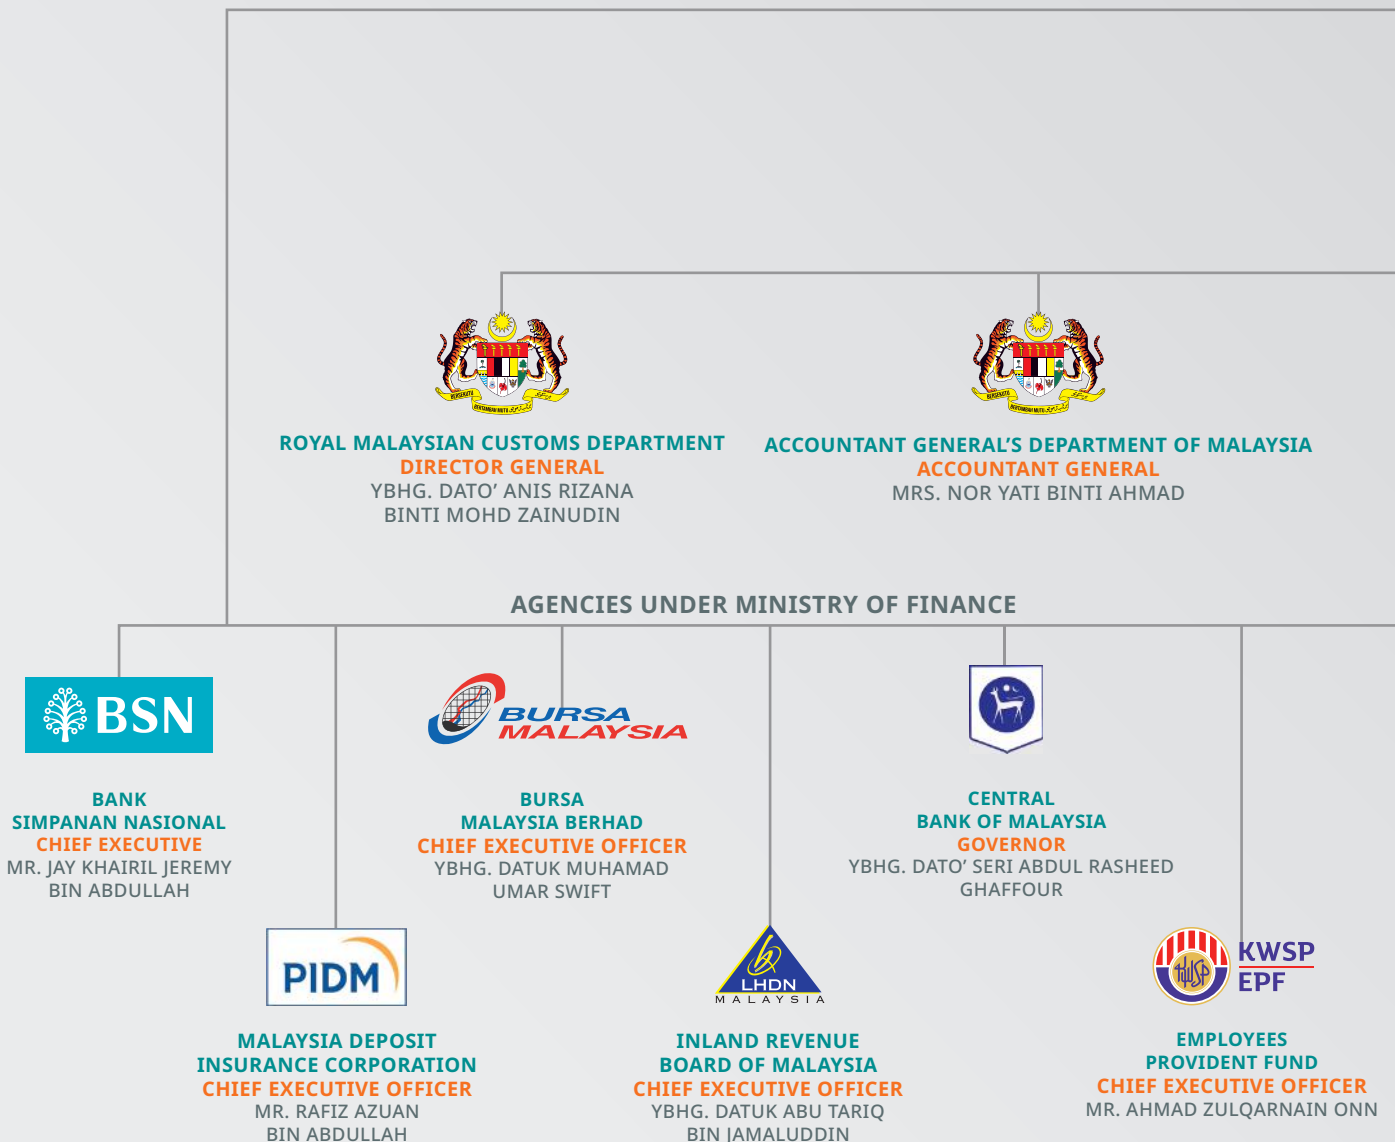 ROYAL MALAYSIAN CUSTOMS DEPARTMENT
DIRECTOR GENERAL
YBHG. DATO’ ANIS RIZANA
BINTI MOHD ZAINUDIN
ACCOUNTANT GENERAL’S DEPARTMENT OF MALAYSIA
ACCOUNTANT GENERAL
MRS. NOR YATI BINTI AHMAD
AGENCIES UNDER MINISTRY OF FINANCE
BSN
BANK
SIMPANAN NASIONAL
CHIEF EXECUTIVE
MR. JAY KHAIRIL JEREMY
BIN ABDULLAH
BURSA
MALAYSIA
BURSA
MALAYSIA BERHAD
CHIEF EXECUTIVE OFFICER
YBHG. DATUK MUHAMAD
UMAR SWIFT
CENTRAL
BANK OF MALAYSIA
GOVERNOR
YBHG. DATO’ SERI ABDUL RASHEED
GHAFFOUR
PIDM
MALAYSIA DEPOSIT
INSURANCE CORPORATION
CHIEF EXECUTIVE OFFICER
MR. RAFIZ AZUAN
BIN ABDULLAH
LHDN
MALAYSIA
INLAND REVENUE
BOARD OF MALAYSIA
CHIEF EXECUTIVE OFFICER
YBHG. DATUK ABU TARIQ
BIN JAMALUDDIN
KWSP
EPF
EMPLOYEES
PROVIDENT FUND
CHIEF EXECUTIVE OFFICER
MR. AHMAD ZULQARNAIN ONN